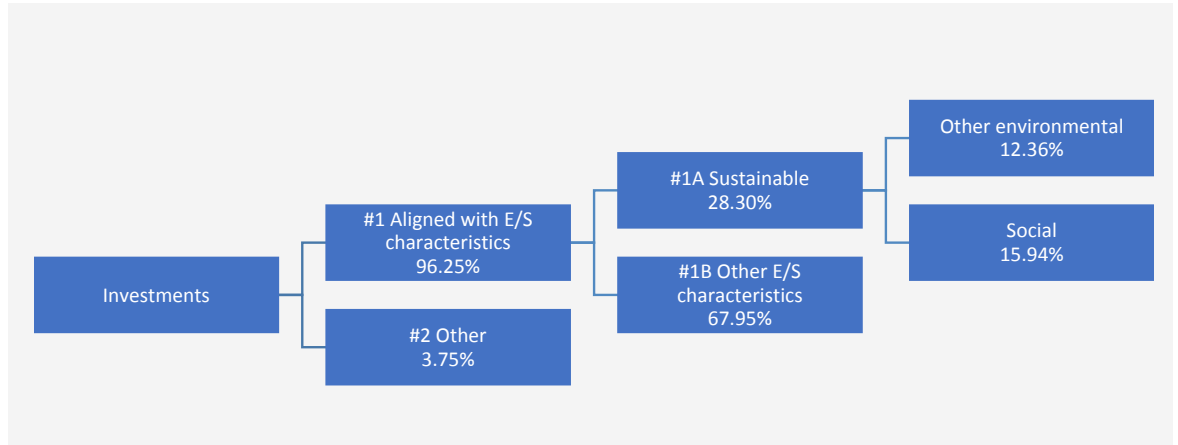 Investments
#1 Aligned with E/S
characteristics
96.25%
#2 Other
3.75%
#1A Sustainable
28.30%
#1B Other E/S
characteristics
67.95%
Other environmental
12.36%
Social
15.94%